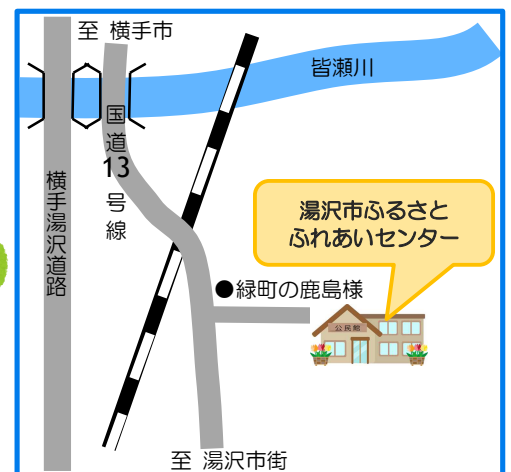 至 横手市
皆瀬川
国道13号線
横手湯沢道路
湯沢市ふるさと
ふれあいセンター
●緑町の鹿島様
公民館
至 湯沢市街